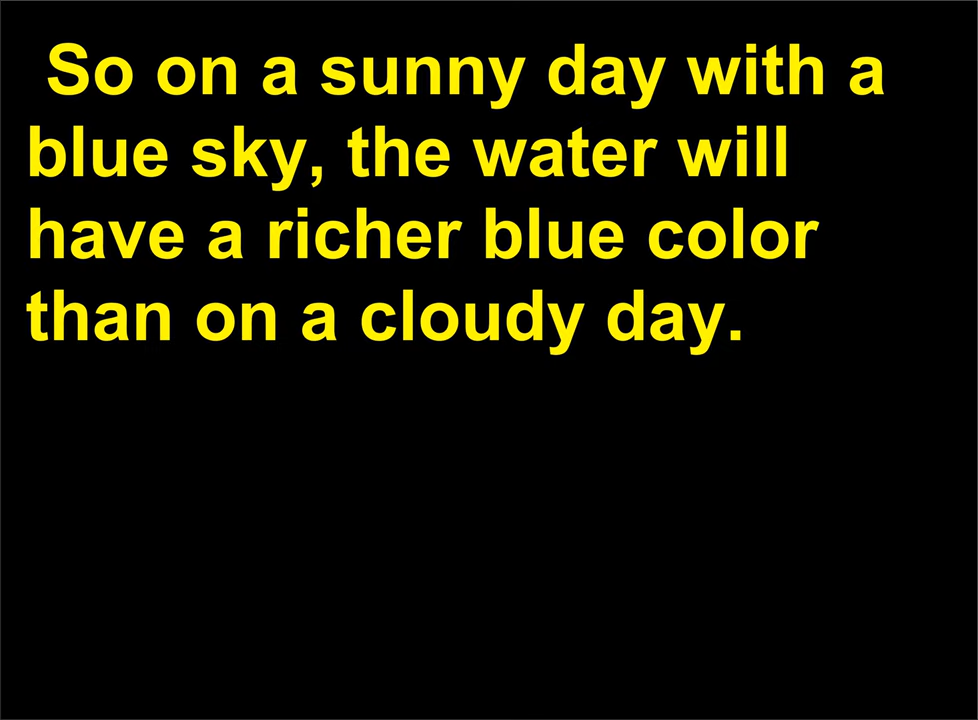 So on a sunny day with a
blue sky, the water will
have a richer blue color
than on a cloudy day.